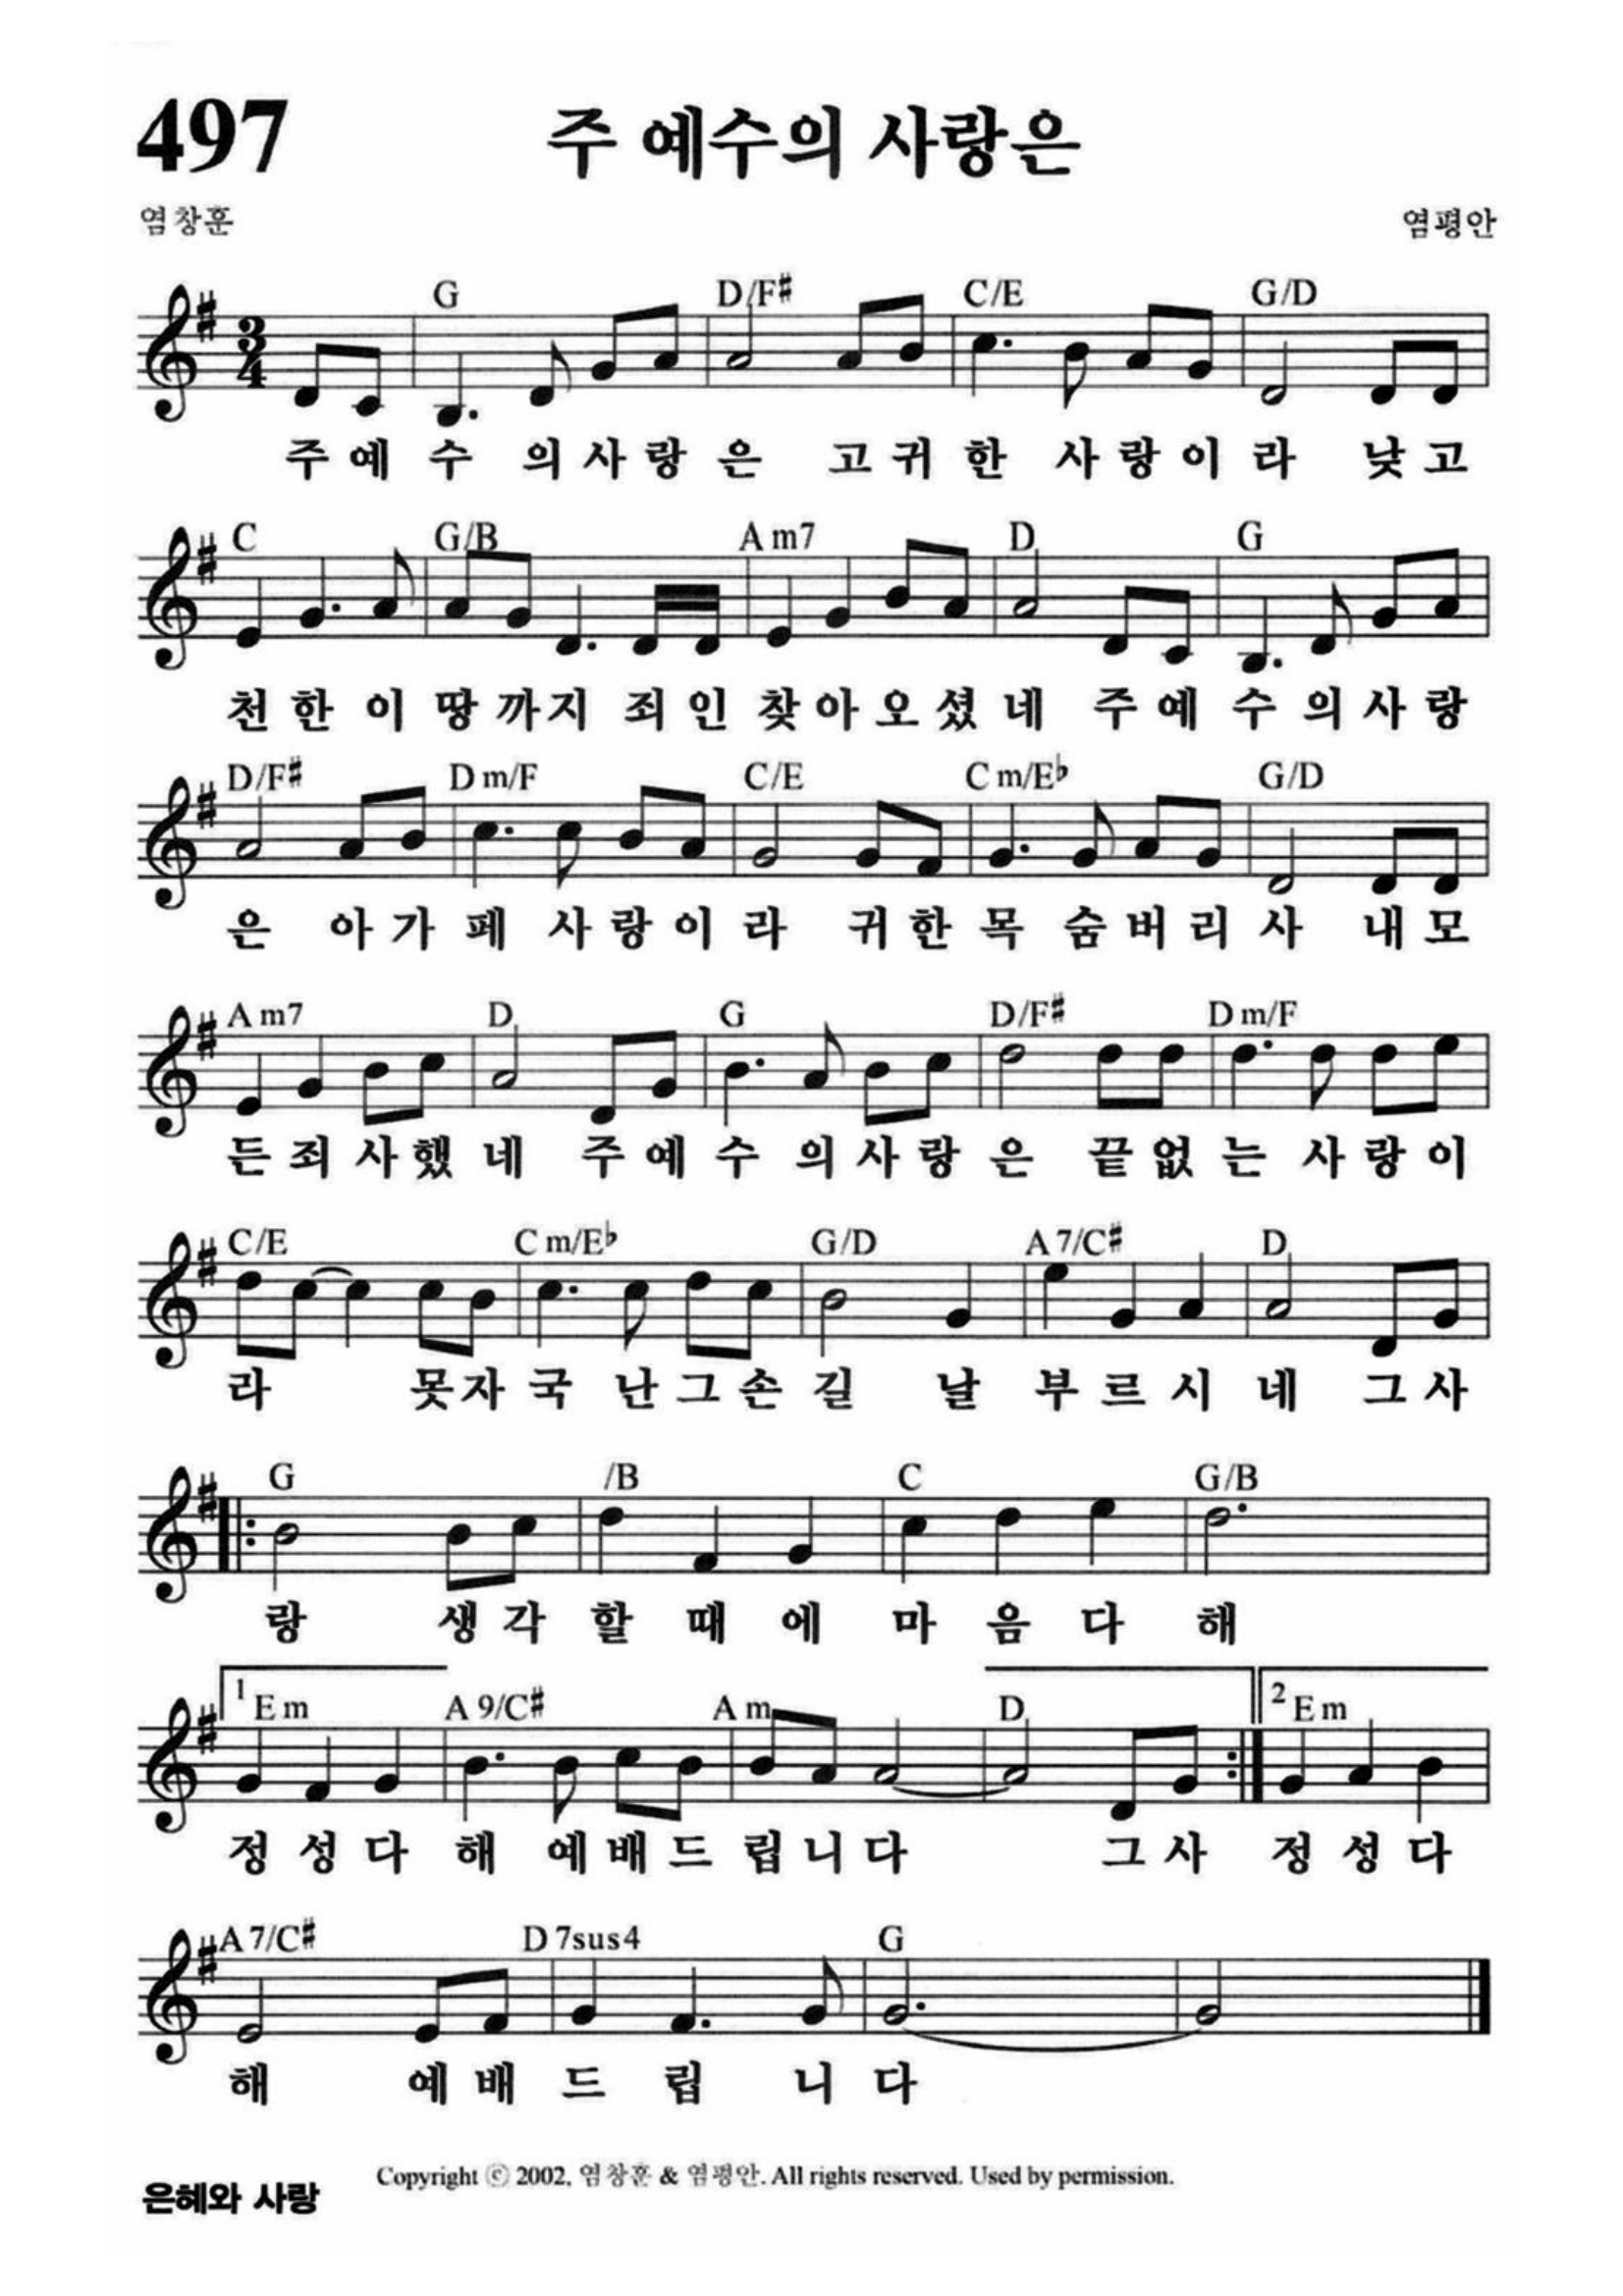 497
주 예수의 사랑은
염창훈 염평안
G D/F♯ C/E G/D
주예 수 의사랑 은 고귀 한 사랑이 라 낮고
C G/B Am7 D G
천한이 땅까지 죄인 찾아오셨네 주예 수 의사랑
D/F♯ Dm/F C/E Cm/E♭ G/D
은 아가 페 사랑이 라 귀한 목 숨버리 사 내모
Am7 D G D/F♯ Dm/F
든죄사했 네 주예 수 의사랑 은 끝없 는 사랑이
C/E Cm/E♭ G/D A7/C♯ D
라 못자 국 난그손 길 날 부르시 네 그사
G /B C G/B
랑 생각 할 때 에 마 음 다 해
1 Em A9/C♯ Am D 2 Em
정 성 다 해 예배드 립니다 그사 정 성 다
A7/C♯ D7sus4 G
해 예배 드 립 니 다
은혜와 사랑
Copyright ⓒ 2002, 염창훈 & 염평안. All rights reserved. Used by permission.